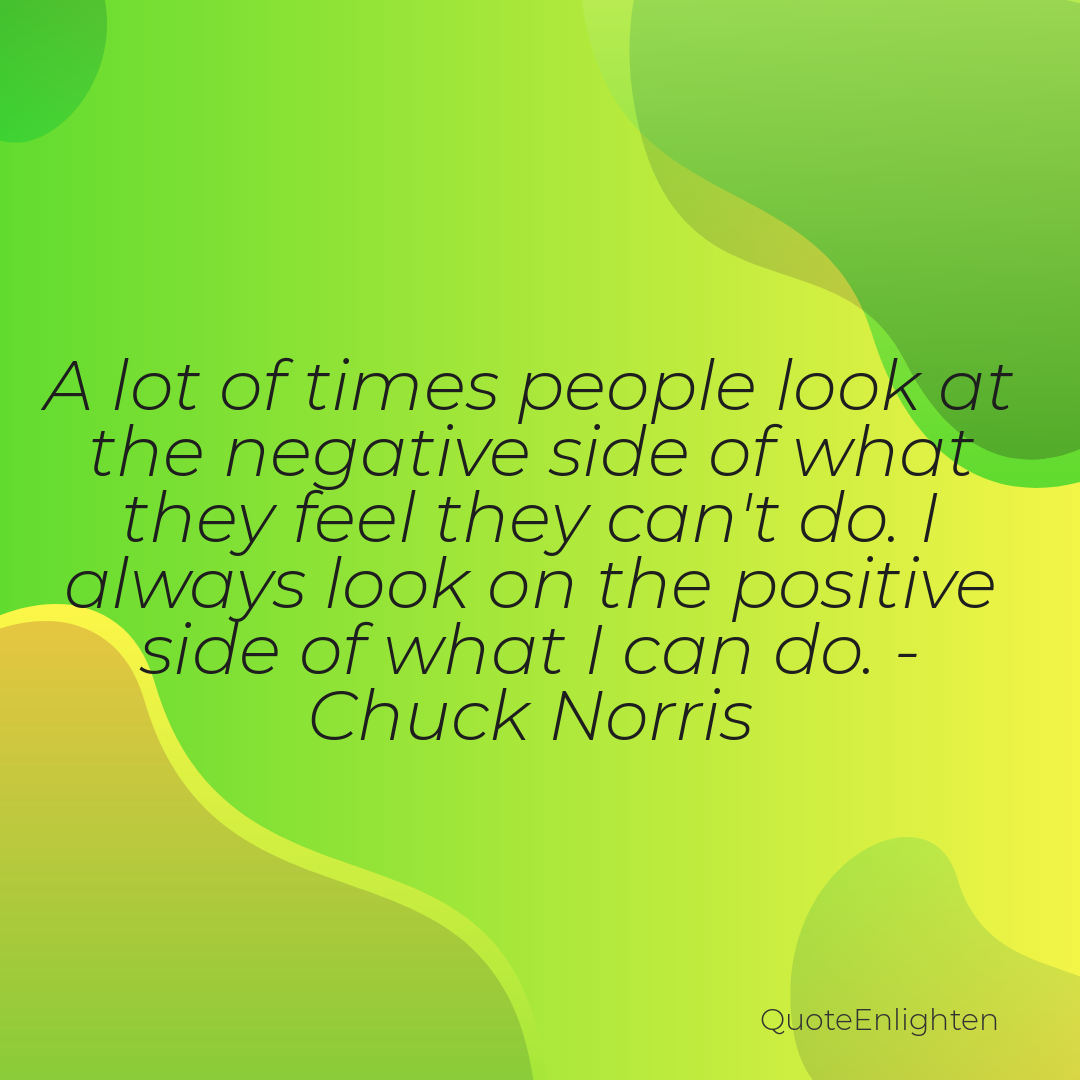 A lot of times people look at
the negative side of what
they feel they can't do. I
always look on the positive
side of what I can do. -
Chuck Norris
QuoteEnlighten